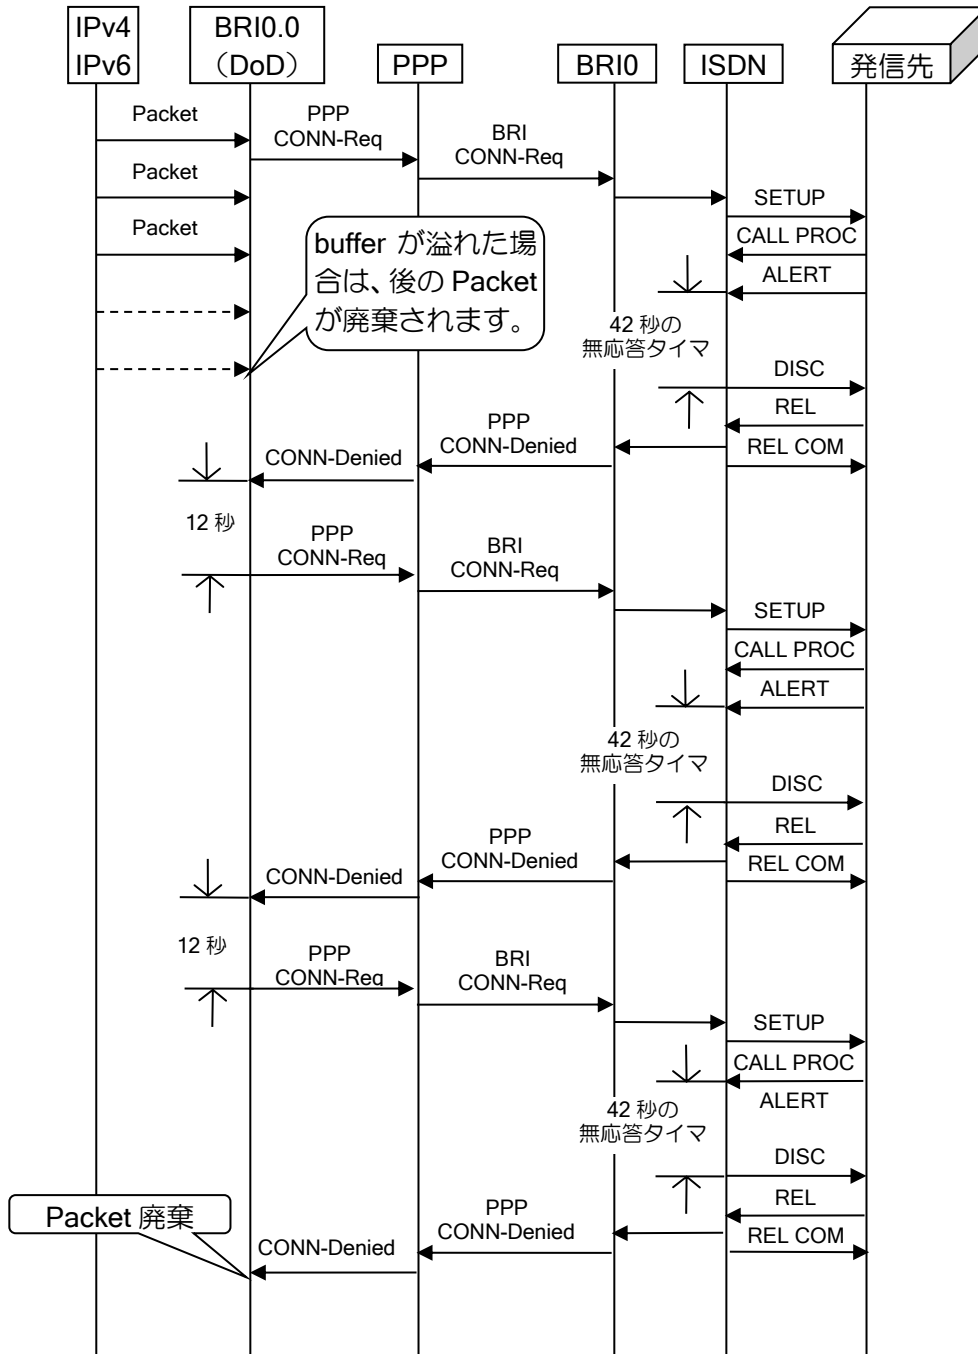 IPv4
IPv6
BRI0.0
（DoD）
PPP
BRI0
ISDN
発信先
Packet
PPP
CONN-Req
BRI
CONN-Req
Packet
SETUP
Packet
CALL PROC
buffer が溢れた場
合は、後の Packet
が廃棄されます。
ALERT
42 秒の
無応答タイマ
DISC
REL
PPP
CONN-Denied
REL COM
CONN-Denied
12 秒
PPP
CONN-Req
BRI
CONN-Req
SETUP
CALL PROC
ALERT
42 秒の
無応答タイマ
DISC
REL
PPP
CONN-Denied
REL COM
CONN-Denied
12 秒
PPP
CONN-Req
BRI
CONN-Req
SETUP
CALL PROC
ALERT
42 秒の
無応答タイマ
DISC
REL
Packet 廃棄
PPP
CONN-Denied
REL COM
CONN-Denied